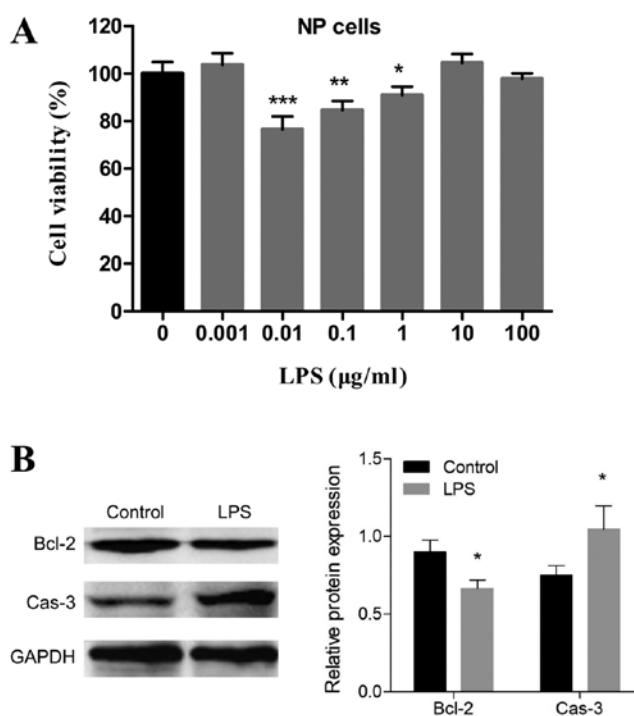 A
NP cells
Cell viability (%)
120
100
80
60
40
20
0
***
**
*
0 0.001 0.01 0.1 1 10 100
LPS (µg/ml)
B
Control LPS
Bcl-2
Cas-3
GAPDH
Relative protein expression
1.5
1.0
0.5
0.0
Control
LPS
*
*
Bcl-2 Cas-3